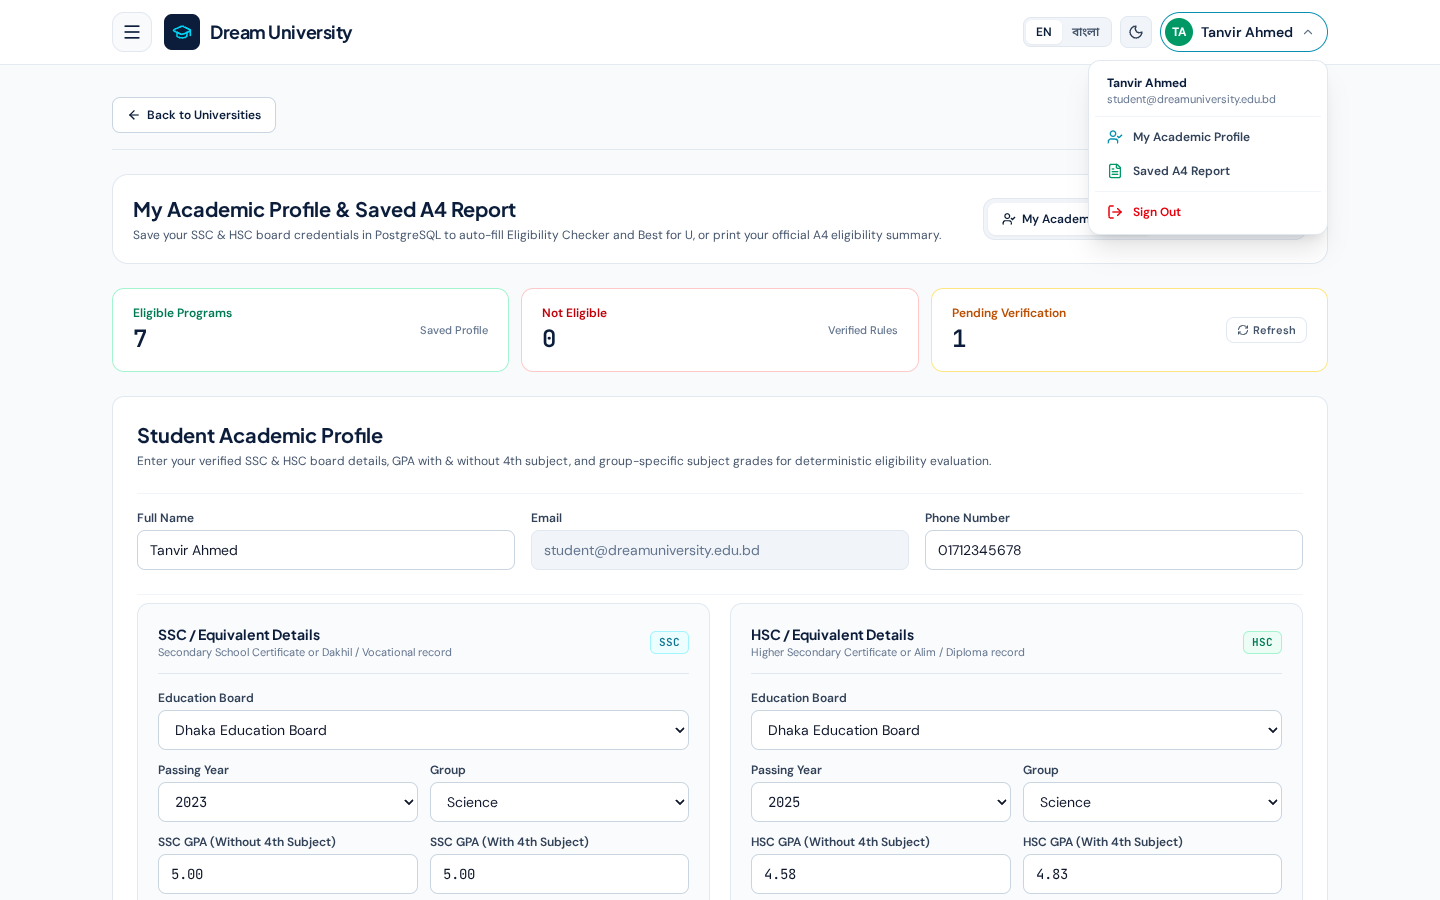 Dream University
EN
বাংলা
TA
Tanvir Ahmed
Tanvir Ahmed
student@dreamuniversity.edu.bd
My Academic Profile
Saved A4 Report
Sign Out
Back to Universities
My Academic Profile & Saved A4 Report
Save your SSC & HSC board credentials in PostgreSQL to auto-fill Eligibility Checker and Best for U, or print your official A4 eligibility summary.
My Academ
Eligible Programs
7
Saved Profile
Not Eligible
0
Verified Rules
Pending Verification
1
Refresh
Student Academic Profile
Enter your verified SSC & HSC board details, GPA with & without 4th subject, and group-specific subject grades for deterministic eligibility evaluation.
Full Name
Tanvir Ahmed
Email
student@dreamuniversity.edu.bd
Phone Number
01712345678
SSC / Equivalent Details
Secondary School Certificate or Dakhil / Vocational record
SSC
Education Board
Dhaka Education Board
Passing Year
2023
Group
Science
SSC GPA (Without 4th Subject)
5.00
SSC GPA (With 4th Subject)
5.00
HSC / Equivalent Details
Higher Secondary Certificate or Alim / Diploma record
HSC
Education Board
Dhaka Education Board
Passing Year
2025
Group
Science
HSC GPA (Without 4th Subject)
4.58
HSC GPA (With 4th Subject)
4.83